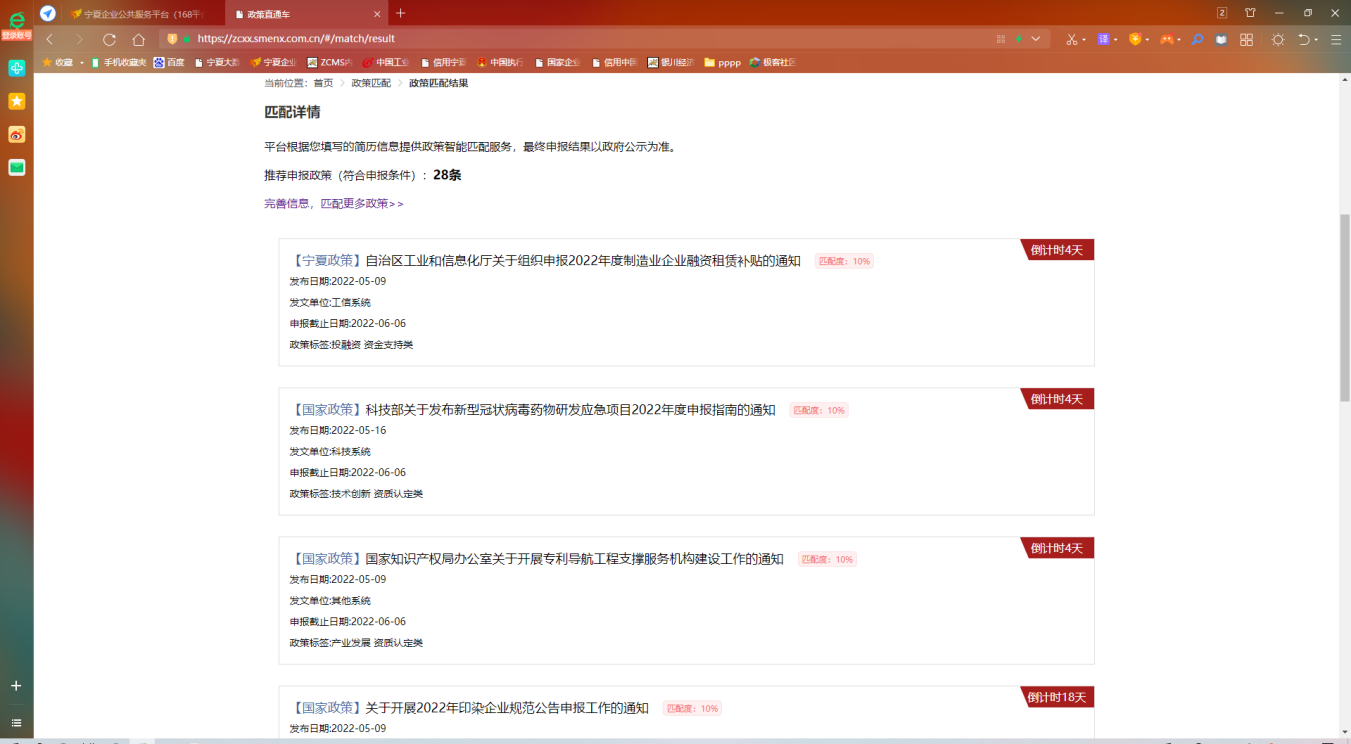 宁夏企业公共服务平台（168平
政策直通车
2
登录账号
https://zcxx.smenx.com.cn/#/match/result
译
收藏 手机收藏夹 百度 宁夏大数 宁夏企业 ZCMS内 中国工业 信用宁夏 中国执行 国家企业 信用中国 银川经济 pppp 极客社区
当前位置： 首页 > 政策匹配 > 政策匹配结果
匹配详情
平台根据您填写的简历信息提供政策智能匹配服务，最终申报结果以政府公示为准。
推荐申报政策（符合申报条件）： 28条
完善信息，匹配更多政策>>
倒计时4天
【宁夏政策】自治区工业和信息化厅关于组织申报2022年度制造业企业融资租赁补贴的通知 匹配度：10%
发布日期:2022-05-09
发文单位:工信系统
申报截止日期:2022-06-06
政策标签:投融资 资金支持类
倒计时4天
【国家政策】科技部关于发布新型冠状病毒药物研发应急项目2022年度申报指南的通知 匹配度：10%
发布日期:2022-05-16
发文单位:科技系统
申报截止日期:2022-06-06
政策标签:技术创新 资质认定类
倒计时4天
【国家政策】国家知识产权局办公室关于开展专利导航工程支撑服务机构建设工作的通知 匹配度：10%
发布日期:2022-05-09
发文单位:其他系统
申报截止日期:2022-06-06
政策标签:产业发展 资质认定类
倒计时18天
【国家政策】关于开展2022年印染企业规范公告申报工作的通知 匹配度：10%
发布日期:2022-05-09